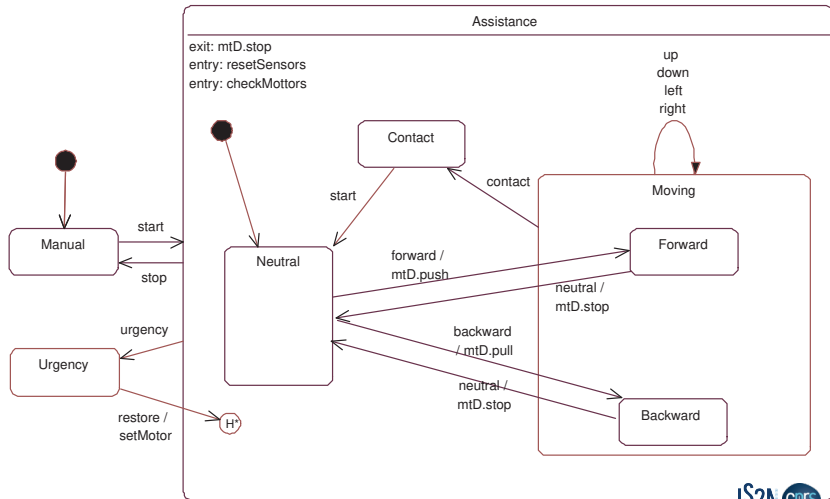 Assistance
exit: mtD.stop
entry: resetSensors
entry: checkMottors
up
down
left
right
Contact
contact
Moving
start
Manual
start
stop
Neutral
forward /
mtD.push
Forward
neutral /
mtD.stop
urgency
backward
/ mtD.pull
Urgency
neutral /
mtD.stop
Backward
restore /
setMotor
H*